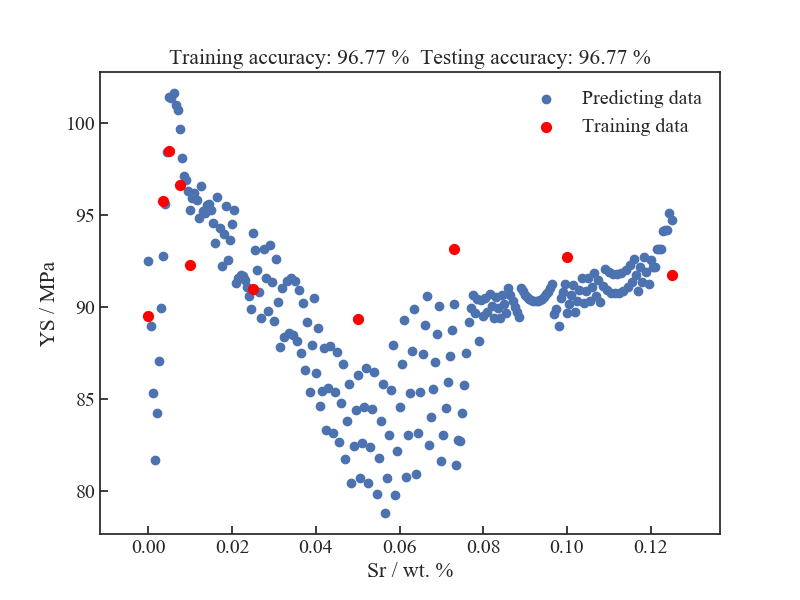 Training accuracy: 96.77 %  Testing accuracy: 96.77 %
Predicting data
Training data
100
95
90
85
80
YS / MPa
0.00 0.02 0.04 0.06 0.08 0.10 0.12
Sr / wt. %